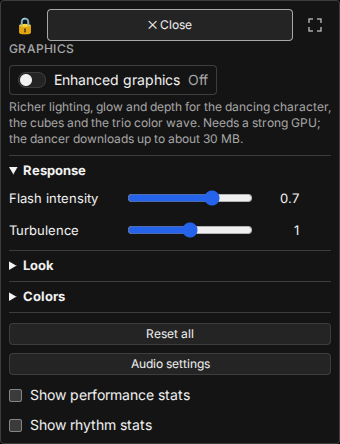 Close
GRAPHICS
Enhanced graphics Off
Richer lighting, glow and depth for the dancing character,
the cubes and the trio color wave. Needs a strong GPU;
the dancer downloads up to about 30 MB.
Response
Flash intensity 0.7
Turbulence 1
Look
Colors
Reset all
Audio settings
Show performance stats
Show rhythm stats